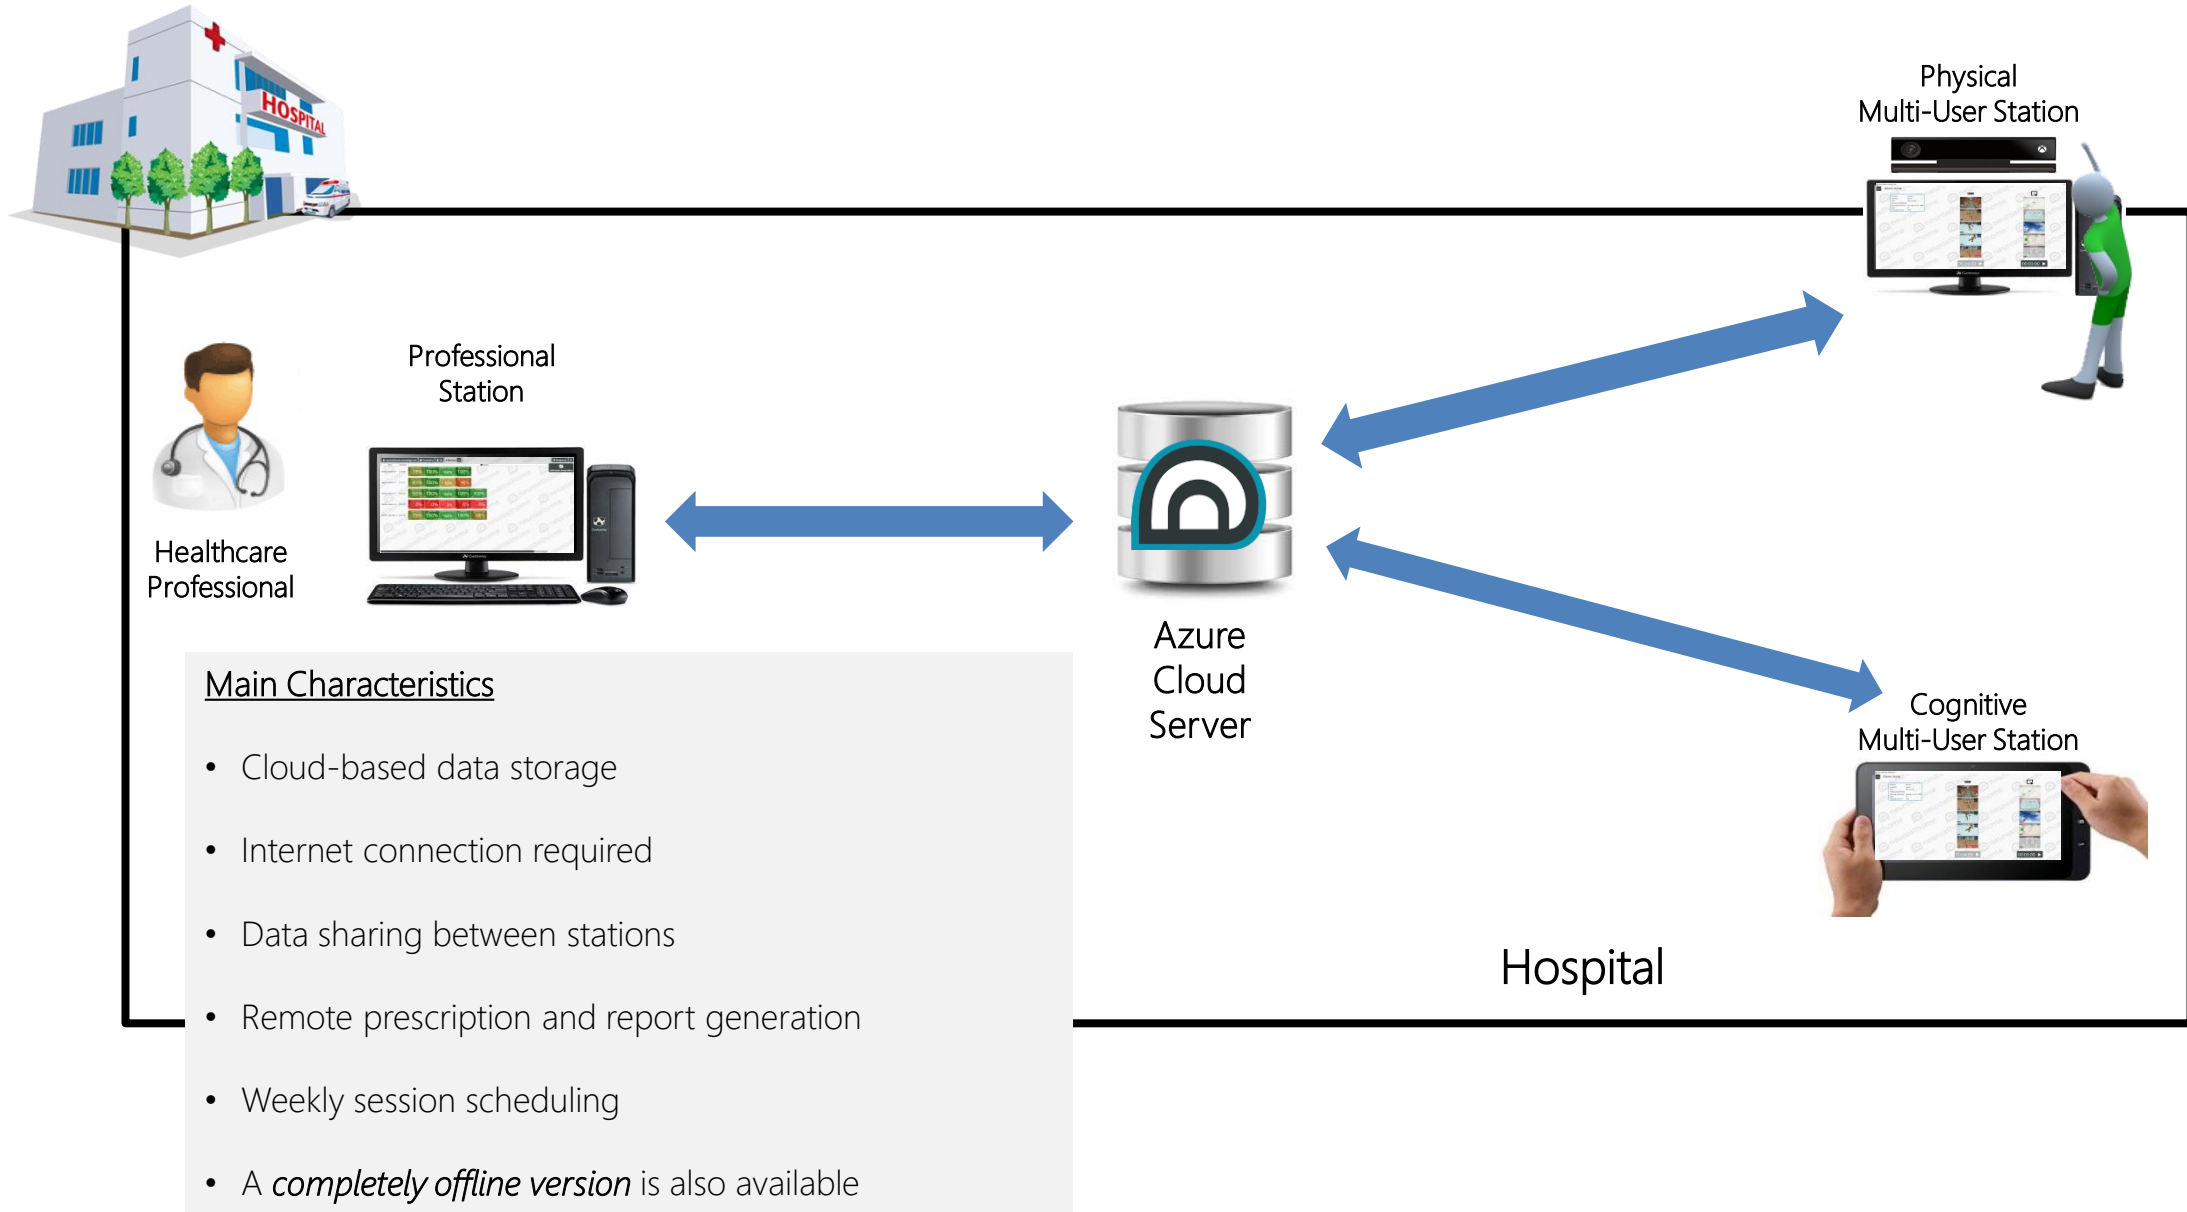 HOSPITAL
Physical
Multi-User Station
Professional
Station
Healthcare
Professional
Azure
Cloud
Server
Cognitive
Multi-User Station
Main Characteristics
• Cloud-based data storage
• Internet connection required
• Data sharing between stations
• Remote prescription and report generation
• Weekly session scheduling
• A completely offline version is also available
Hospital